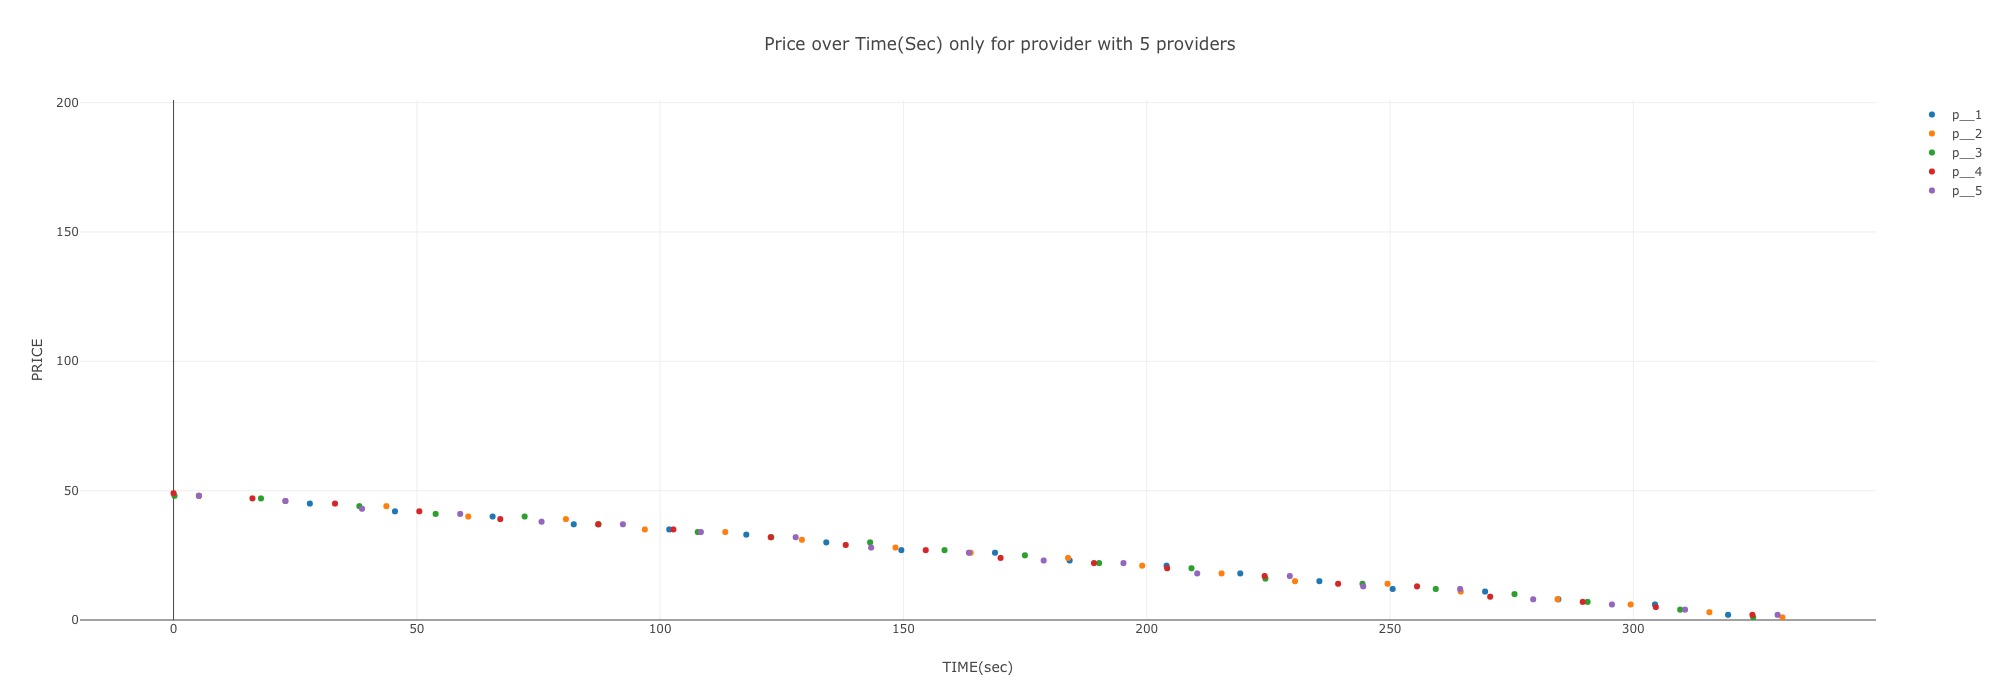 Price over Time(Sec) only for provider with 5 providers
200
150
100
50
0
PRICE
0 50 100 150 200 250 300
TIME(sec)
p__1
p__2
p__3
p__4
p__5